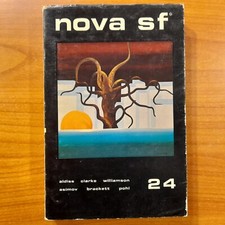 nova sf®
aldiss clarke williamson
asimov brackett pohl
24